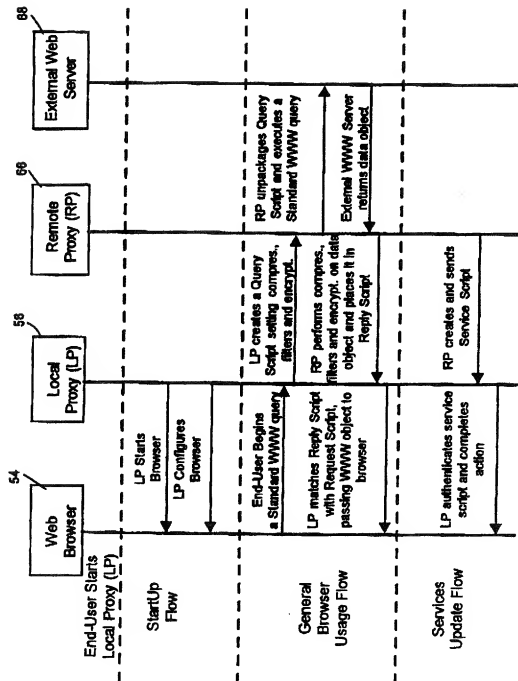 54
Web
Browser
58
Local
Proxy (LP)
66
Remote
Proxy (RP)
68
External Web
Server
End-User Starts
Local Proxy (LP)
StartUp
Flow
LP Starts
Browser
LP Configures
Browser
General
Browser
Usage Flow
End-User Begins
a Standard WWW query
LP creates a Query
Script setting compres.,
filters and encrypt.
RP unpackages Query
Script and executes a
Standard WWW query
External WWW Server
returns data object
RP performs compres.,
filters and encrypt. on data
object and places it in
Reply Script
LP matches Reply Script
with Request Script,
passing WWW object to
browser
Services
Update Flow
RP creates and sends
Service Script
LP authenticates service
script and completes
action